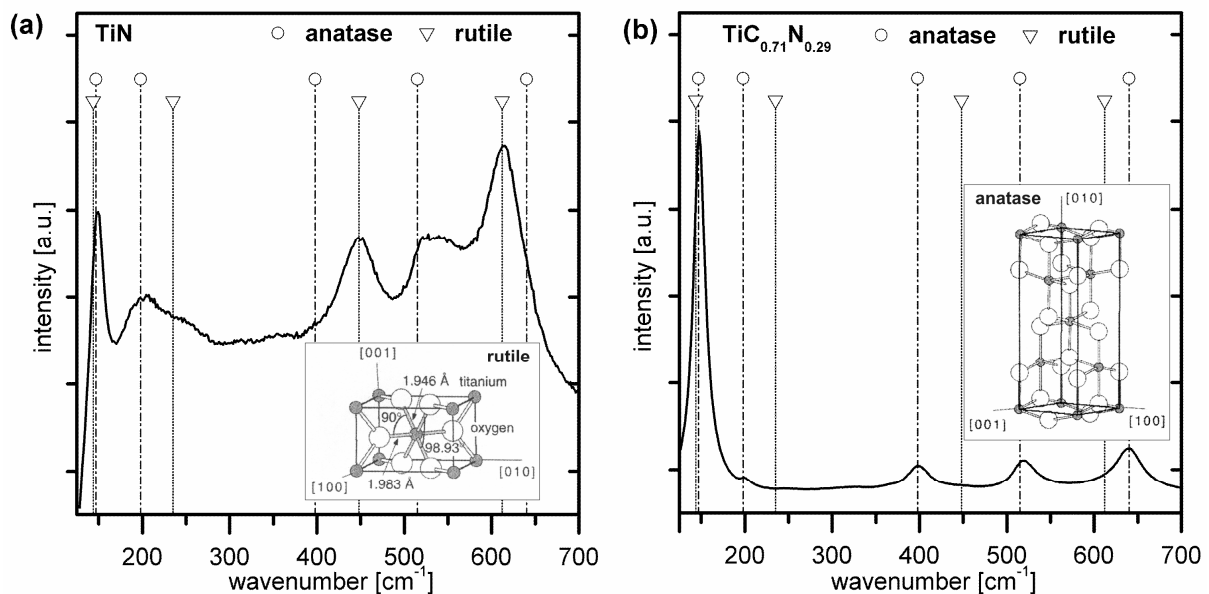 (a) TiN ○ anatase ▽ rutile
intensity [a.u.]
rutile
[001]
1.946 Å titanium
90°
oxygen
98.93°
[010]
[100] 1.983 Å
200 300 400 500 600 700
wavenumber [cm⁻¹]
(b) TiC₀.₇₁N₀.₂₉ ○ anatase ▽ rutile
intensity [a.u.]
anatase
[010]
[001] [100]
200 300 400 500 600 700
wavenumber [cm⁻¹]